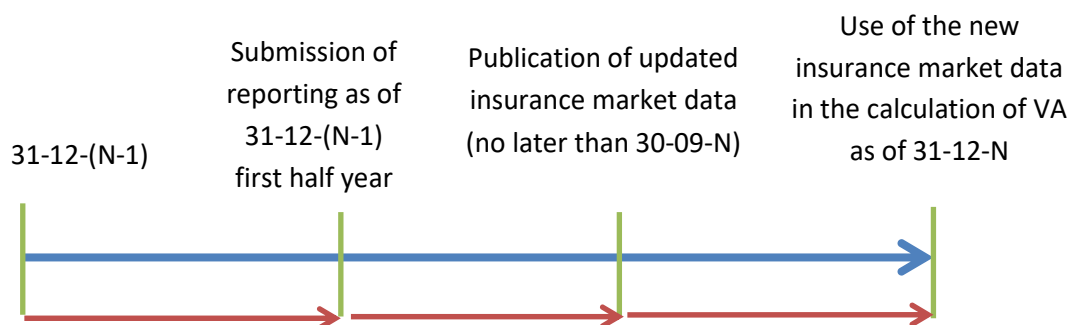 31-12-(N-1)
Submission of
reporting as of
31-12-(N-1)
first half year
Publication of updated
insurance market data
(no later than 30-09-N)
Use of the new
insurance market data
in the calculation of VA
as of 31-12-N